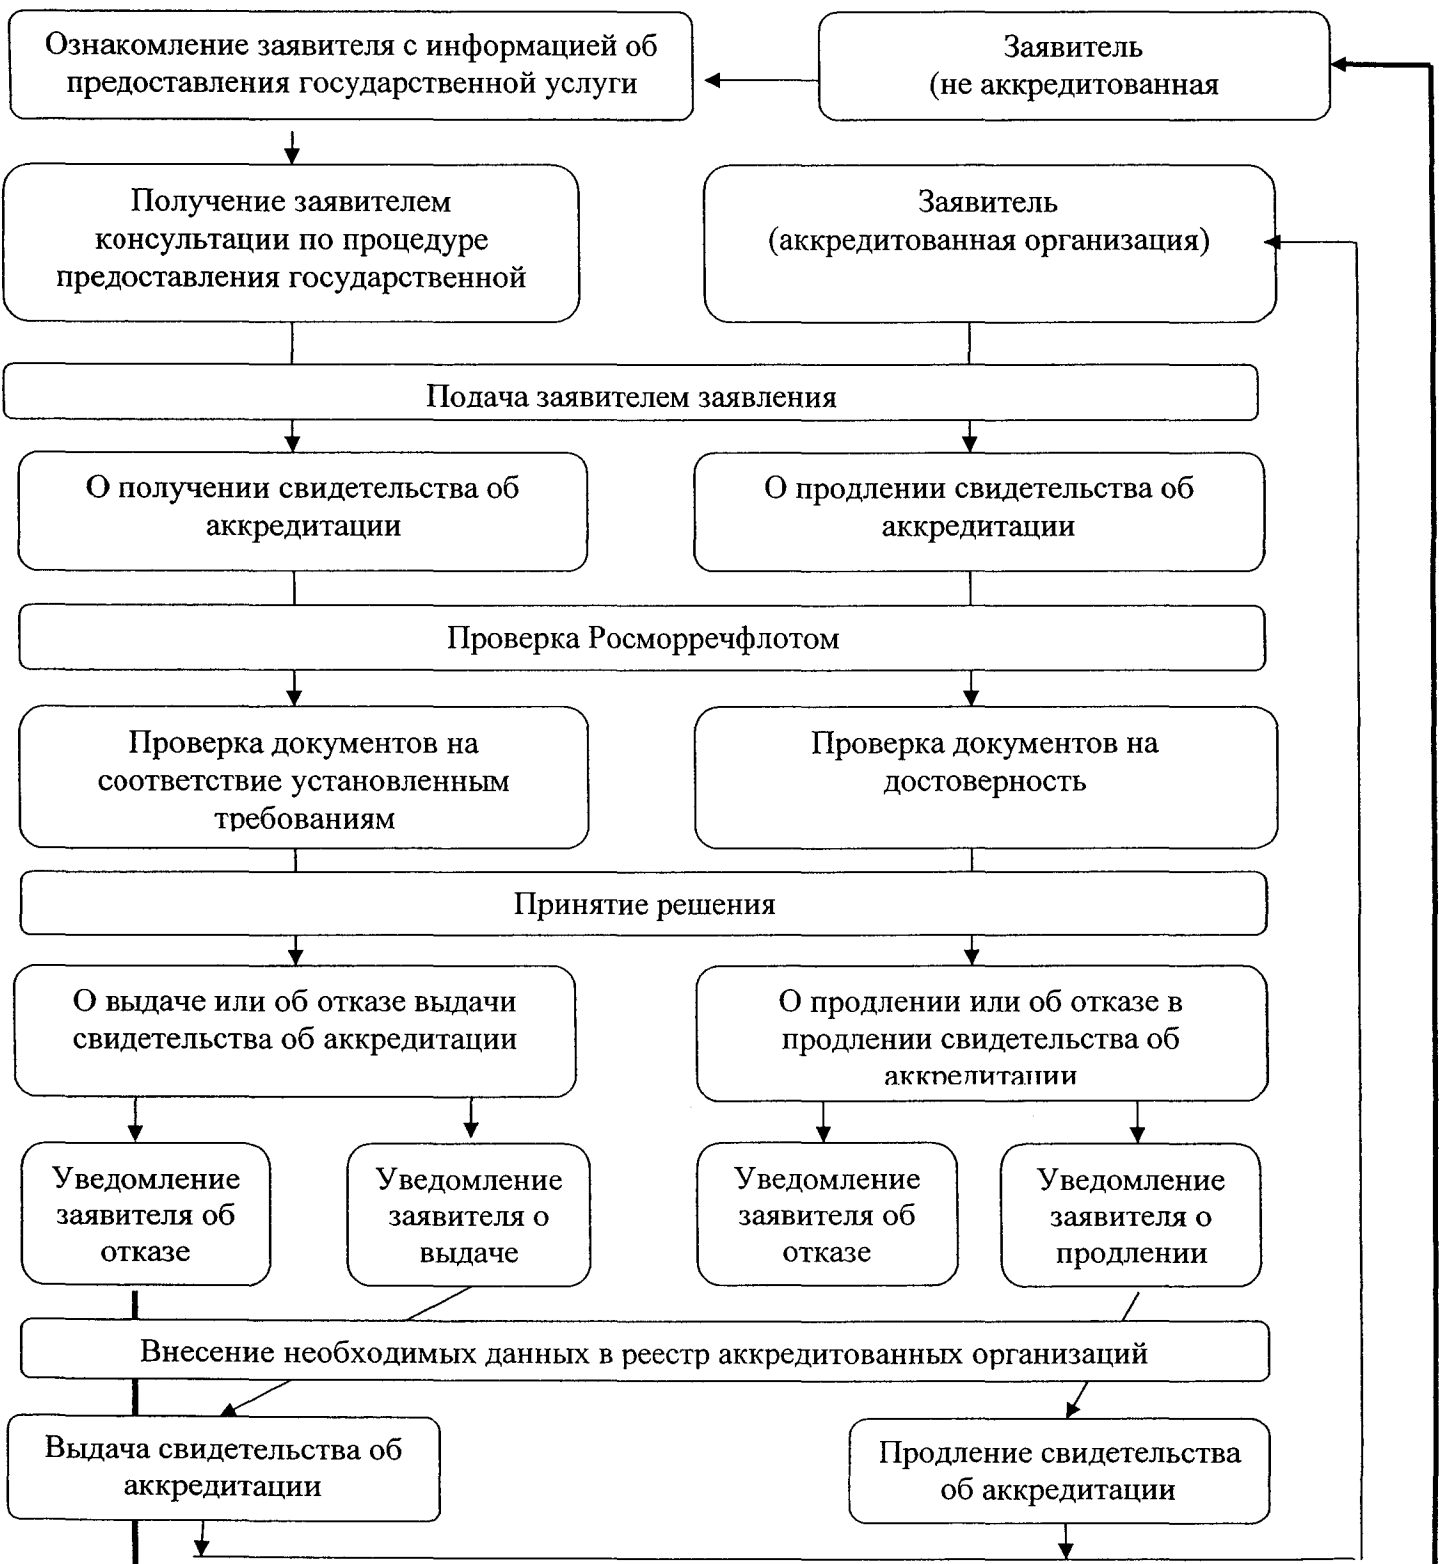 Ознакомление заявителя с информацией об
предоставления государственной услуги
Заявитель
(не аккредитованная
Получение заявителем
консультации по процедуре
предоставления государственной
Заявитель
(аккредитованная организация)
Подача заявителем заявления
О получении свидетельства об
аккредитации
О продлении свидетельства об
аккредитации
Проверка Росморречфлотом
Проверка документов на
соответствие установленным
требованиям
Проверка документов на
достоверность
Принятие решения
О выдаче или об отказе выдачи
свидетельства об аккредитации
О продлении или об отказе в
продлении свидетельства об
аккредитации
Уведомление
заявителя об
отказе
Уведомление
заявителя о
выдаче
Уведомление
заявителя об
отказе
Уведомление
заявителя о
продлении
Внесение необходимых данных в реестр аккредитованных организаций
Выдача свидетельства об
аккредитации
Продление свидетельства
об аккредитации